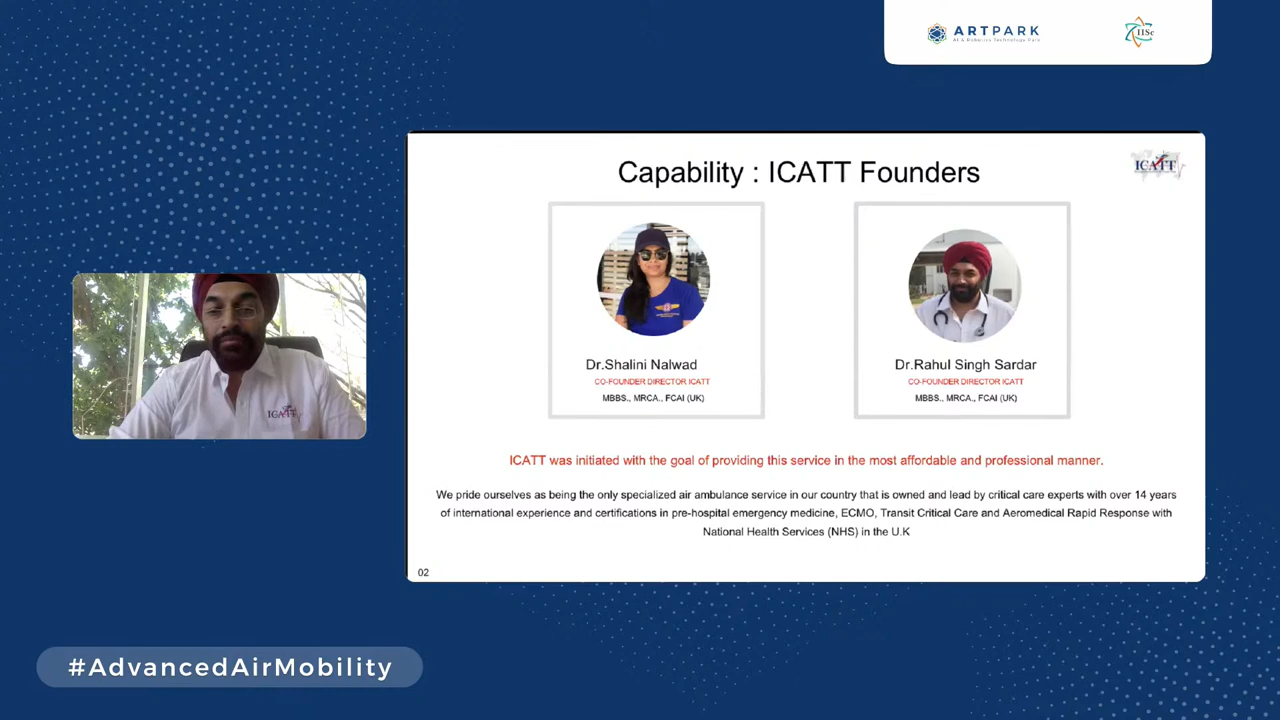 ARTPARK
AI & Robotics Technology Park
IISc
Capability : ICATT Founders
ICATT
Dr.Shalini Nalwad
CO-FOUNDER DIRECTOR ICATT
MBBS., MRCA., FCAI (UK)
Dr.Rahul Singh Sardar
CO-FOUNDER DIRECTOR ICATT
MBBS., MRCA., FCAI (UK)
ICATT
ICATT was initiated with the goal of providing this service in the most affordable and professional manner.
We pride ourselves as being the only specialized air ambulance service in our country that is owned and lead by critical care experts with over 14 years
of international experience and certifications in pre-hospital emergency medicine, ECMO, Transit Critical Care and Aeromedical Rapid Response with
National Health Services (NHS) in the U.K
02
#AdvancedAirMobility